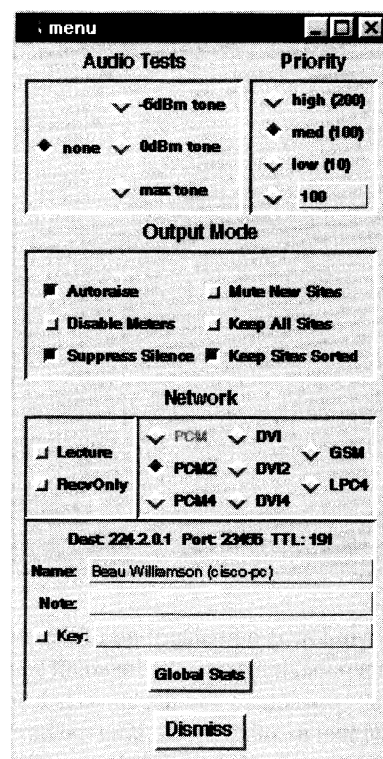 menu
Audio Tests
Priority
-6dBm tone
none
0dBm tone
max tone
high (200)
med (100)
low (10)
100
Output Mode
Autoraise
Mute New Sites
Disable Meters
Keep All Sites
Suppress Silence
Keep Sites Sorted
Network
Lecture
RecvOnly
PCM
DVI
PCM2
DVI2
PCM4
DVI4
GSM
LPC4
Dest: 224.2.0.1 Port: 23456 TTL: 191
Name: Beau Williamson (cisco-pc)
Note:
Key:
Global Stats
Dismiss